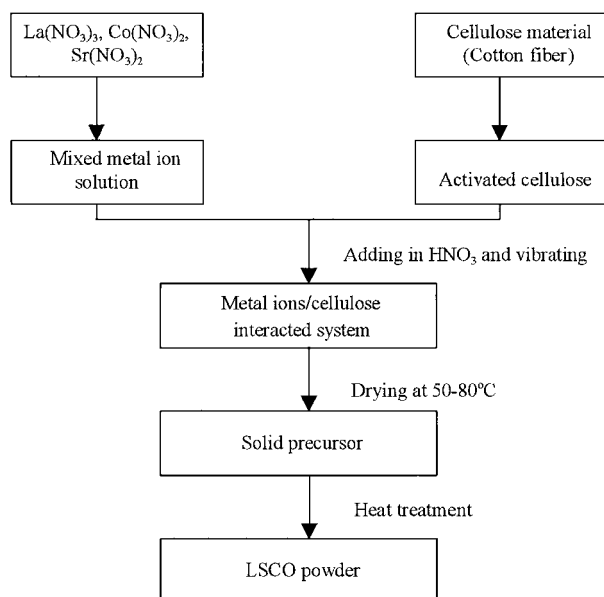 La(NO₃)₃, Co(NO₃)₂,
Sr(NO₃)₂
Cellulose material
(Cotton fiber)
Mixed metal ion
solution
Activated cellulose
Adding in HNO₃ and vibrating
Metal ions/cellulose
interacted system
Drying at 50-80ºC
Solid precursor
Heat treatment
LSCO powder